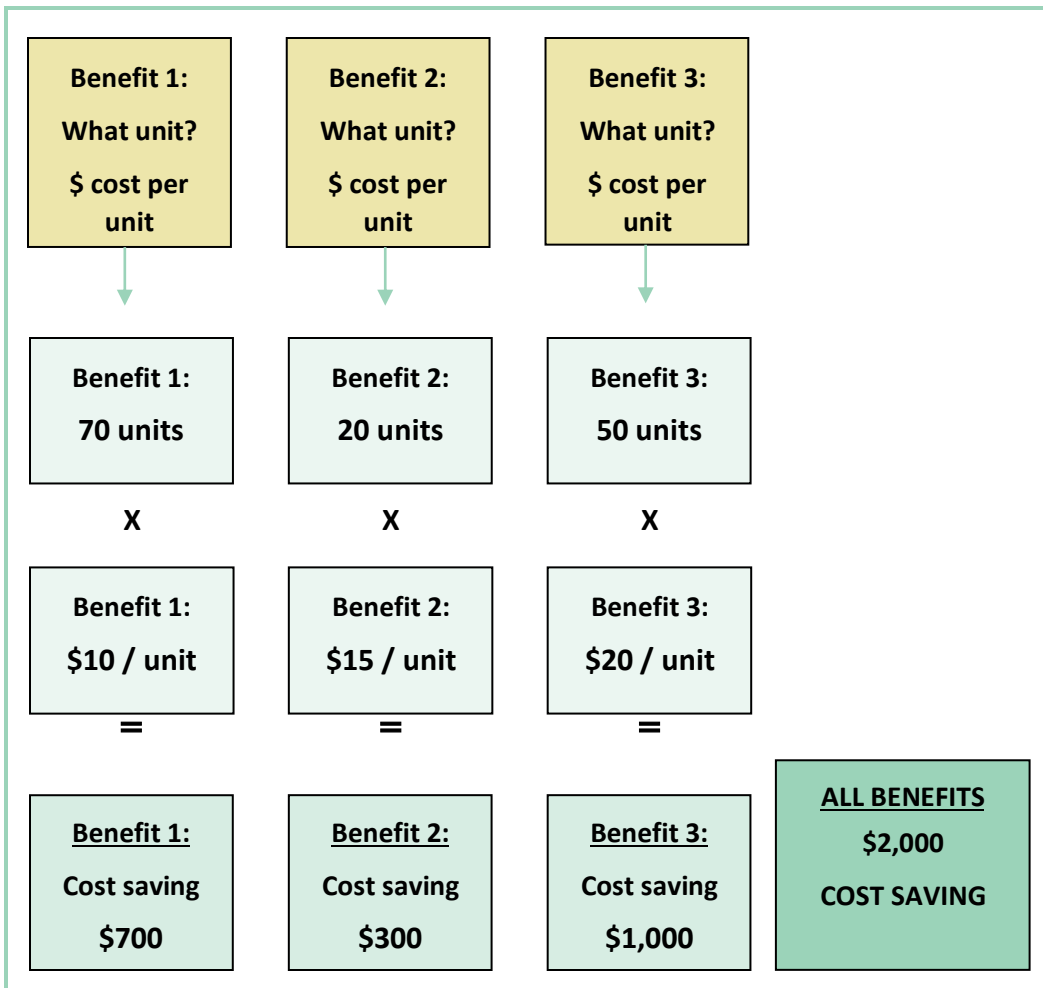 Benefit 1:
What unit?
$ cost per
unit
Benefit 2:
What unit?
$ cost per
unit
Benefit 3:
What unit?
$ cost per
unit
Benefit 1:
70 units
Benefit 2:
20 units
Benefit 3:
50 units
X
X
X
Benefit 1:
$10 / unit
Benefit 2:
$15 / unit
Benefit 3:
$20 / unit
=
=
=
Benefit 1:
Cost saving
$700
Benefit 2:
Cost saving
$300
Benefit 3:
Cost saving
$1,000
ALL BENEFITS
$2,000
COST SAVING